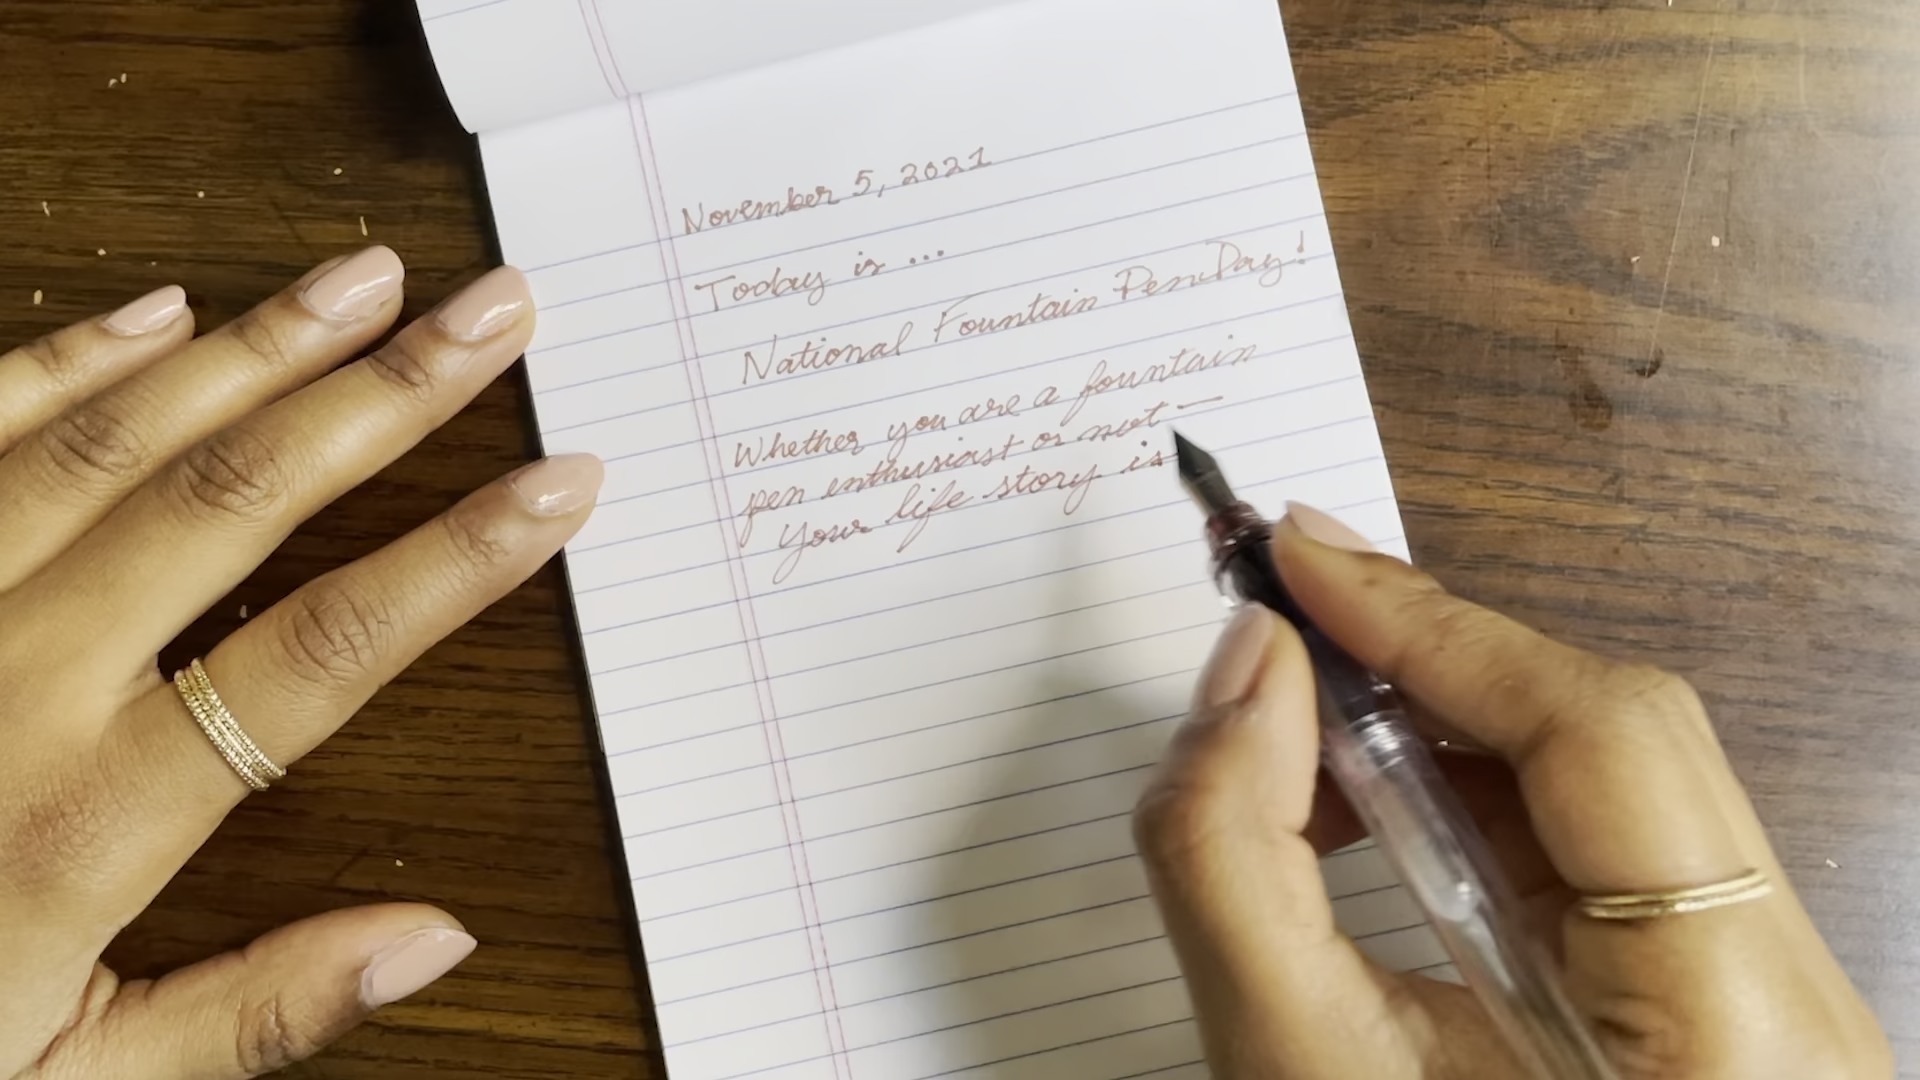 November 5, 2021
Today is ...
National Fountain Pen Day!
Whether you are a fountain
pen enthusiast or not —
your life story is